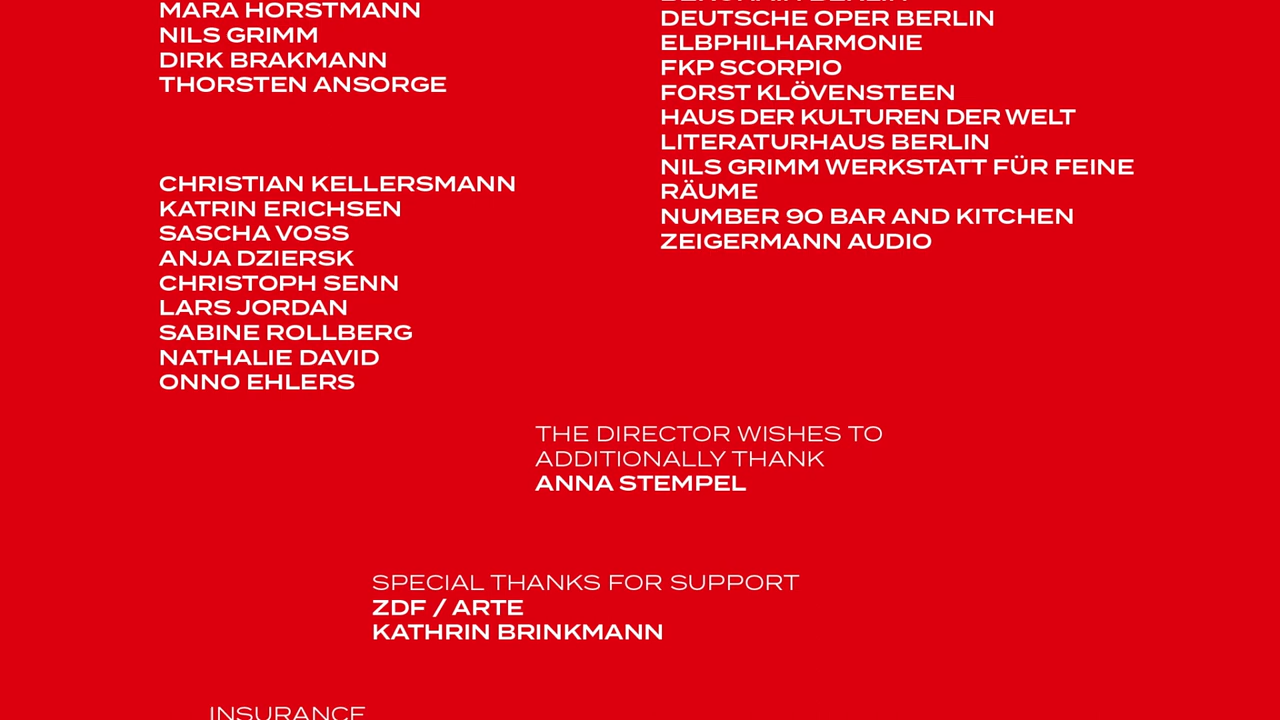 MARA HORSTMANN
NILS GRIMM
DIRK BRAKMANN
THORSTEN ANSORGE
CHRISTIAN KELLERSMANN
KATRIN ERICHSEN
SASCHA VOSS
ANJA DZIERSK
CHRISTOPH SENN
LARS JORDAN
SABINE ROLLBERG
NATHALIE DAVID
ONNO EHLERS
DEUTSCHE OPER BERLIN
ELBPHILHARMONIE
FKP SCORPIO
FORST KLÖVENSTEEN
HAUS DER KULTUREN DER WELT
LITERATURHAUS BERLIN
NILS GRIMM WERKSTATT FÜR FEINE
RÄUME
NUMBER 90 BAR AND KITCHEN
ZEIGERMANN AUDIO
THE DIRECTOR WISHES TO
ADDITIONALLY THANK
ANNA STEMPEL
SPECIAL THANKS FOR SUPPORT
ZDF / ARTE
KATHRIN BRINKMANN
INSURANCE